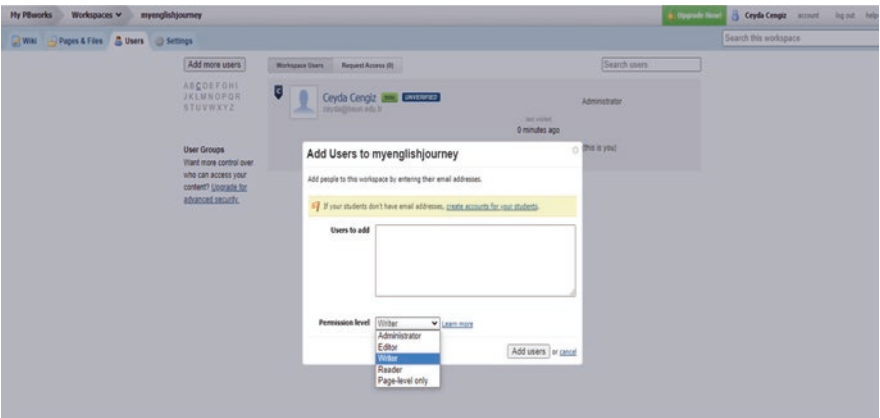 My PBworks Workspaces myenglishjourney Upgrade Now! Ceyda Cengiz account log out help
Wiki Pages & Files Users Settings Search this workspace
Add more users Workspace Users Request Access (0) Search users
A B C D E F G H I
J K L M N O P Q R
S T U V W X Y Z
Ceyda Cengiz UNVERIFIED Administrator
last visited
0 minutes ago
(this is you)
User Groups
Want more control over
who can access your
content? Upgrade for
advanced security.
Add Users to myenglishjourney
Add people to this workspace by entering their email addresses.
If your students don't have email addresses, create accounts for your students.
Users to add
Permission level Writer Learn more
Administrator
Editor
Writer
Reader
Page-level only
Add users or cancel